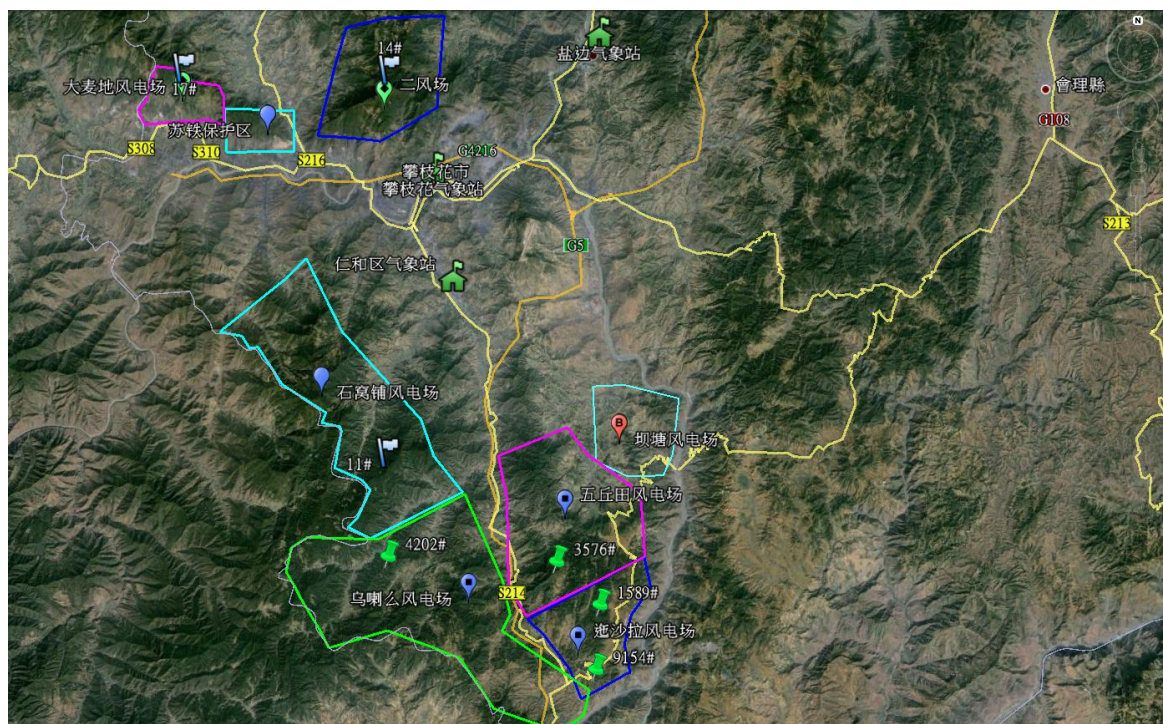 N
盐边气象站
14#
大麦地风电场
17#
二风场
會理縣
苏铁保护区
G108
S308
S310
S216
G4216
攀枝花市
攀枝花气象站
S213
G5
仁和区气象站
石窝铺风电场
B
坝塘风电场
11#
五丘田风电场
4202#
3576#
乌喇么风电场
S214
1589#
迤沙拉风电场
9154#